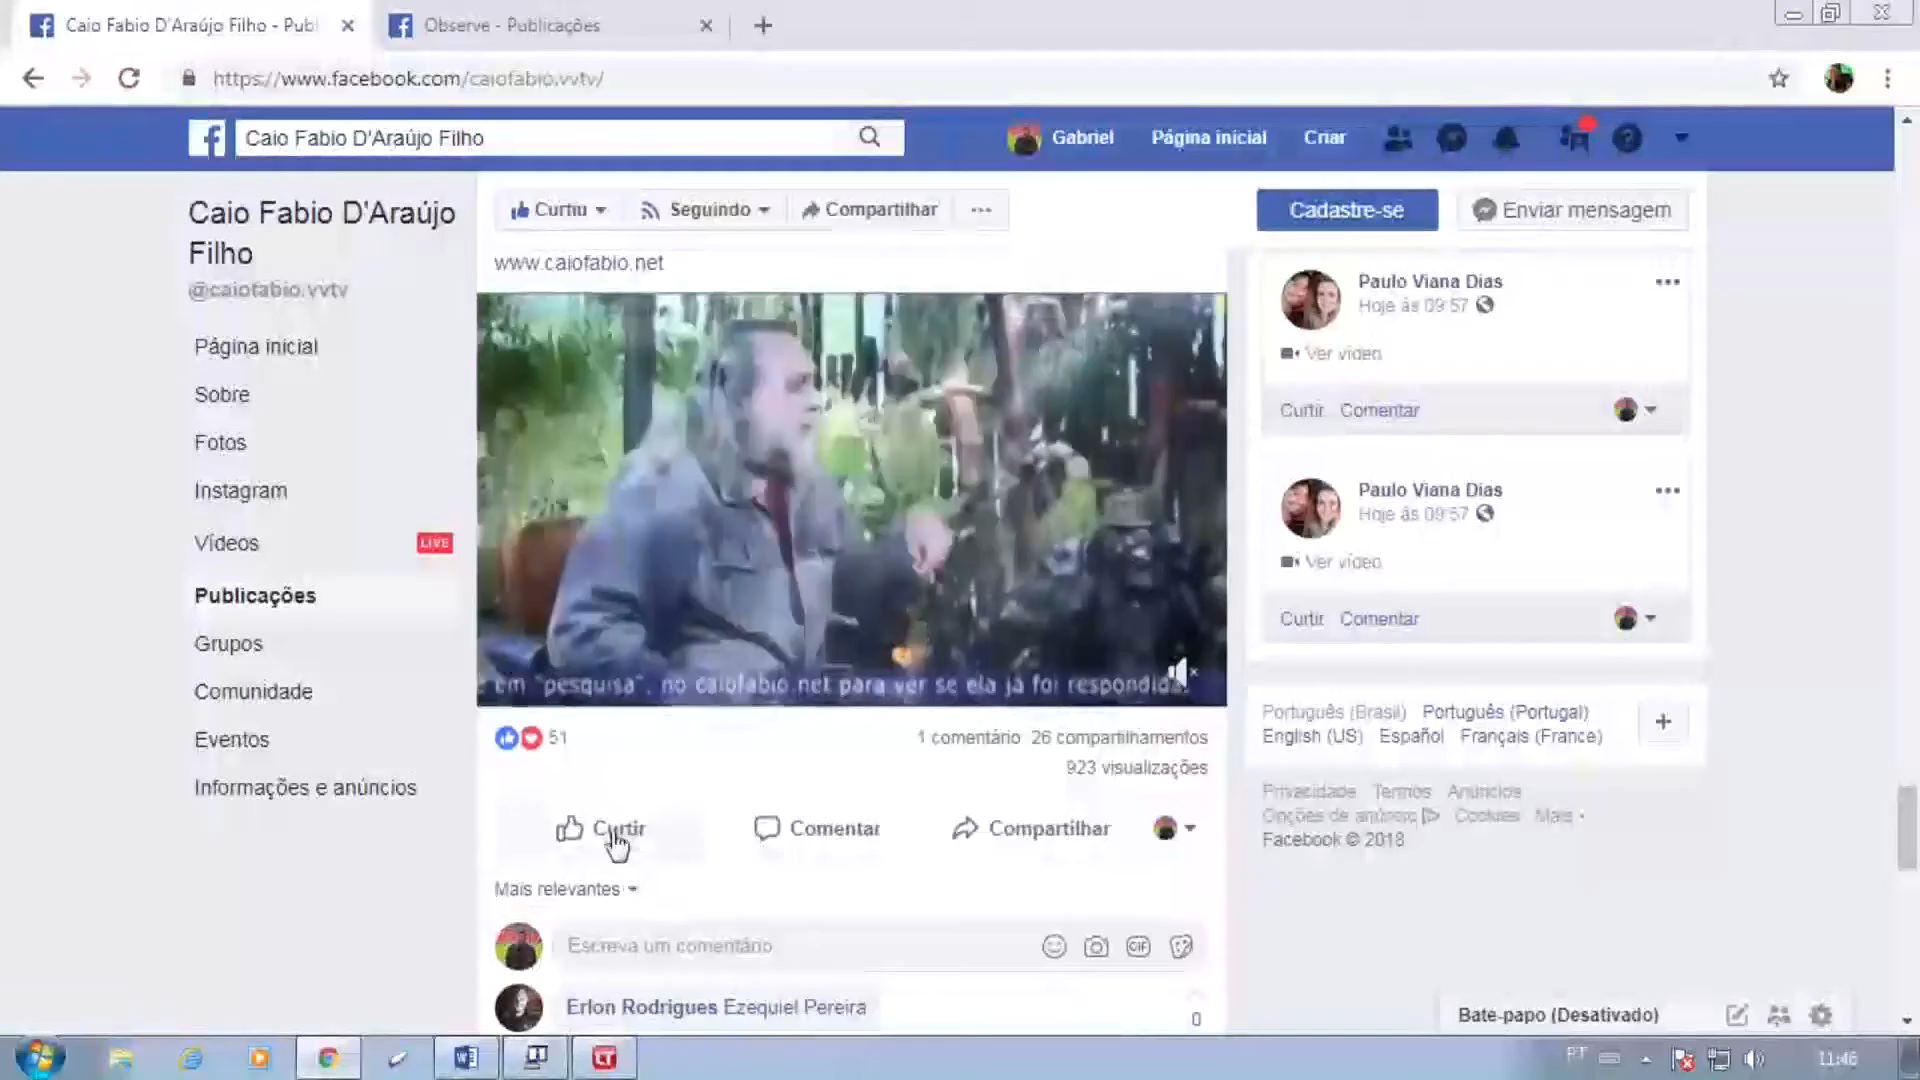 Caio Fabio D'Araújo Filho - Publ
Observe - Publicações
https://www.facebook.com/caiofabio.vvtv/
Caio Fabio D'Araújo Filho
Gabriel
Página inicial
Criar
Caio Fabio D'Araújo
Filho
@caiofabio.vvtv
Página inicial
Sobre
Fotos
Instagram
Vídeos
LIVE
Publicações
Grupos
Comunidade
Eventos
Informações e anúncios
Curtiu
Seguindo
Compartilhar
Cadastre-se
Enviar mensagem
www.caiofabio.net
em "pesquisa", no caiofabio.net para ver se ela já foi respondida.
51
1 comentário 26 compartilhamentos
923 visualizações
Curtir
Comentar
Compartilhar
Mais relevantes
Escreva um comentário
GIF
Erlon Rodrigues Ezequiel Pereira
0
Paulo Viana Dias
Hoje às 09:57
Ver vídeo
Curtir Comentar
Paulo Viana Dias
Hoje às 09:57
Ver vídeo
Curtir Comentar
Português (Brasil) Português (Portugal)
English (US) Español Français (France)
Privacidade Termos Anúncios
Opções de anúncio Cookies Mais
Facebook © 2018
Bate-papo (Desativado)
PT
11:46